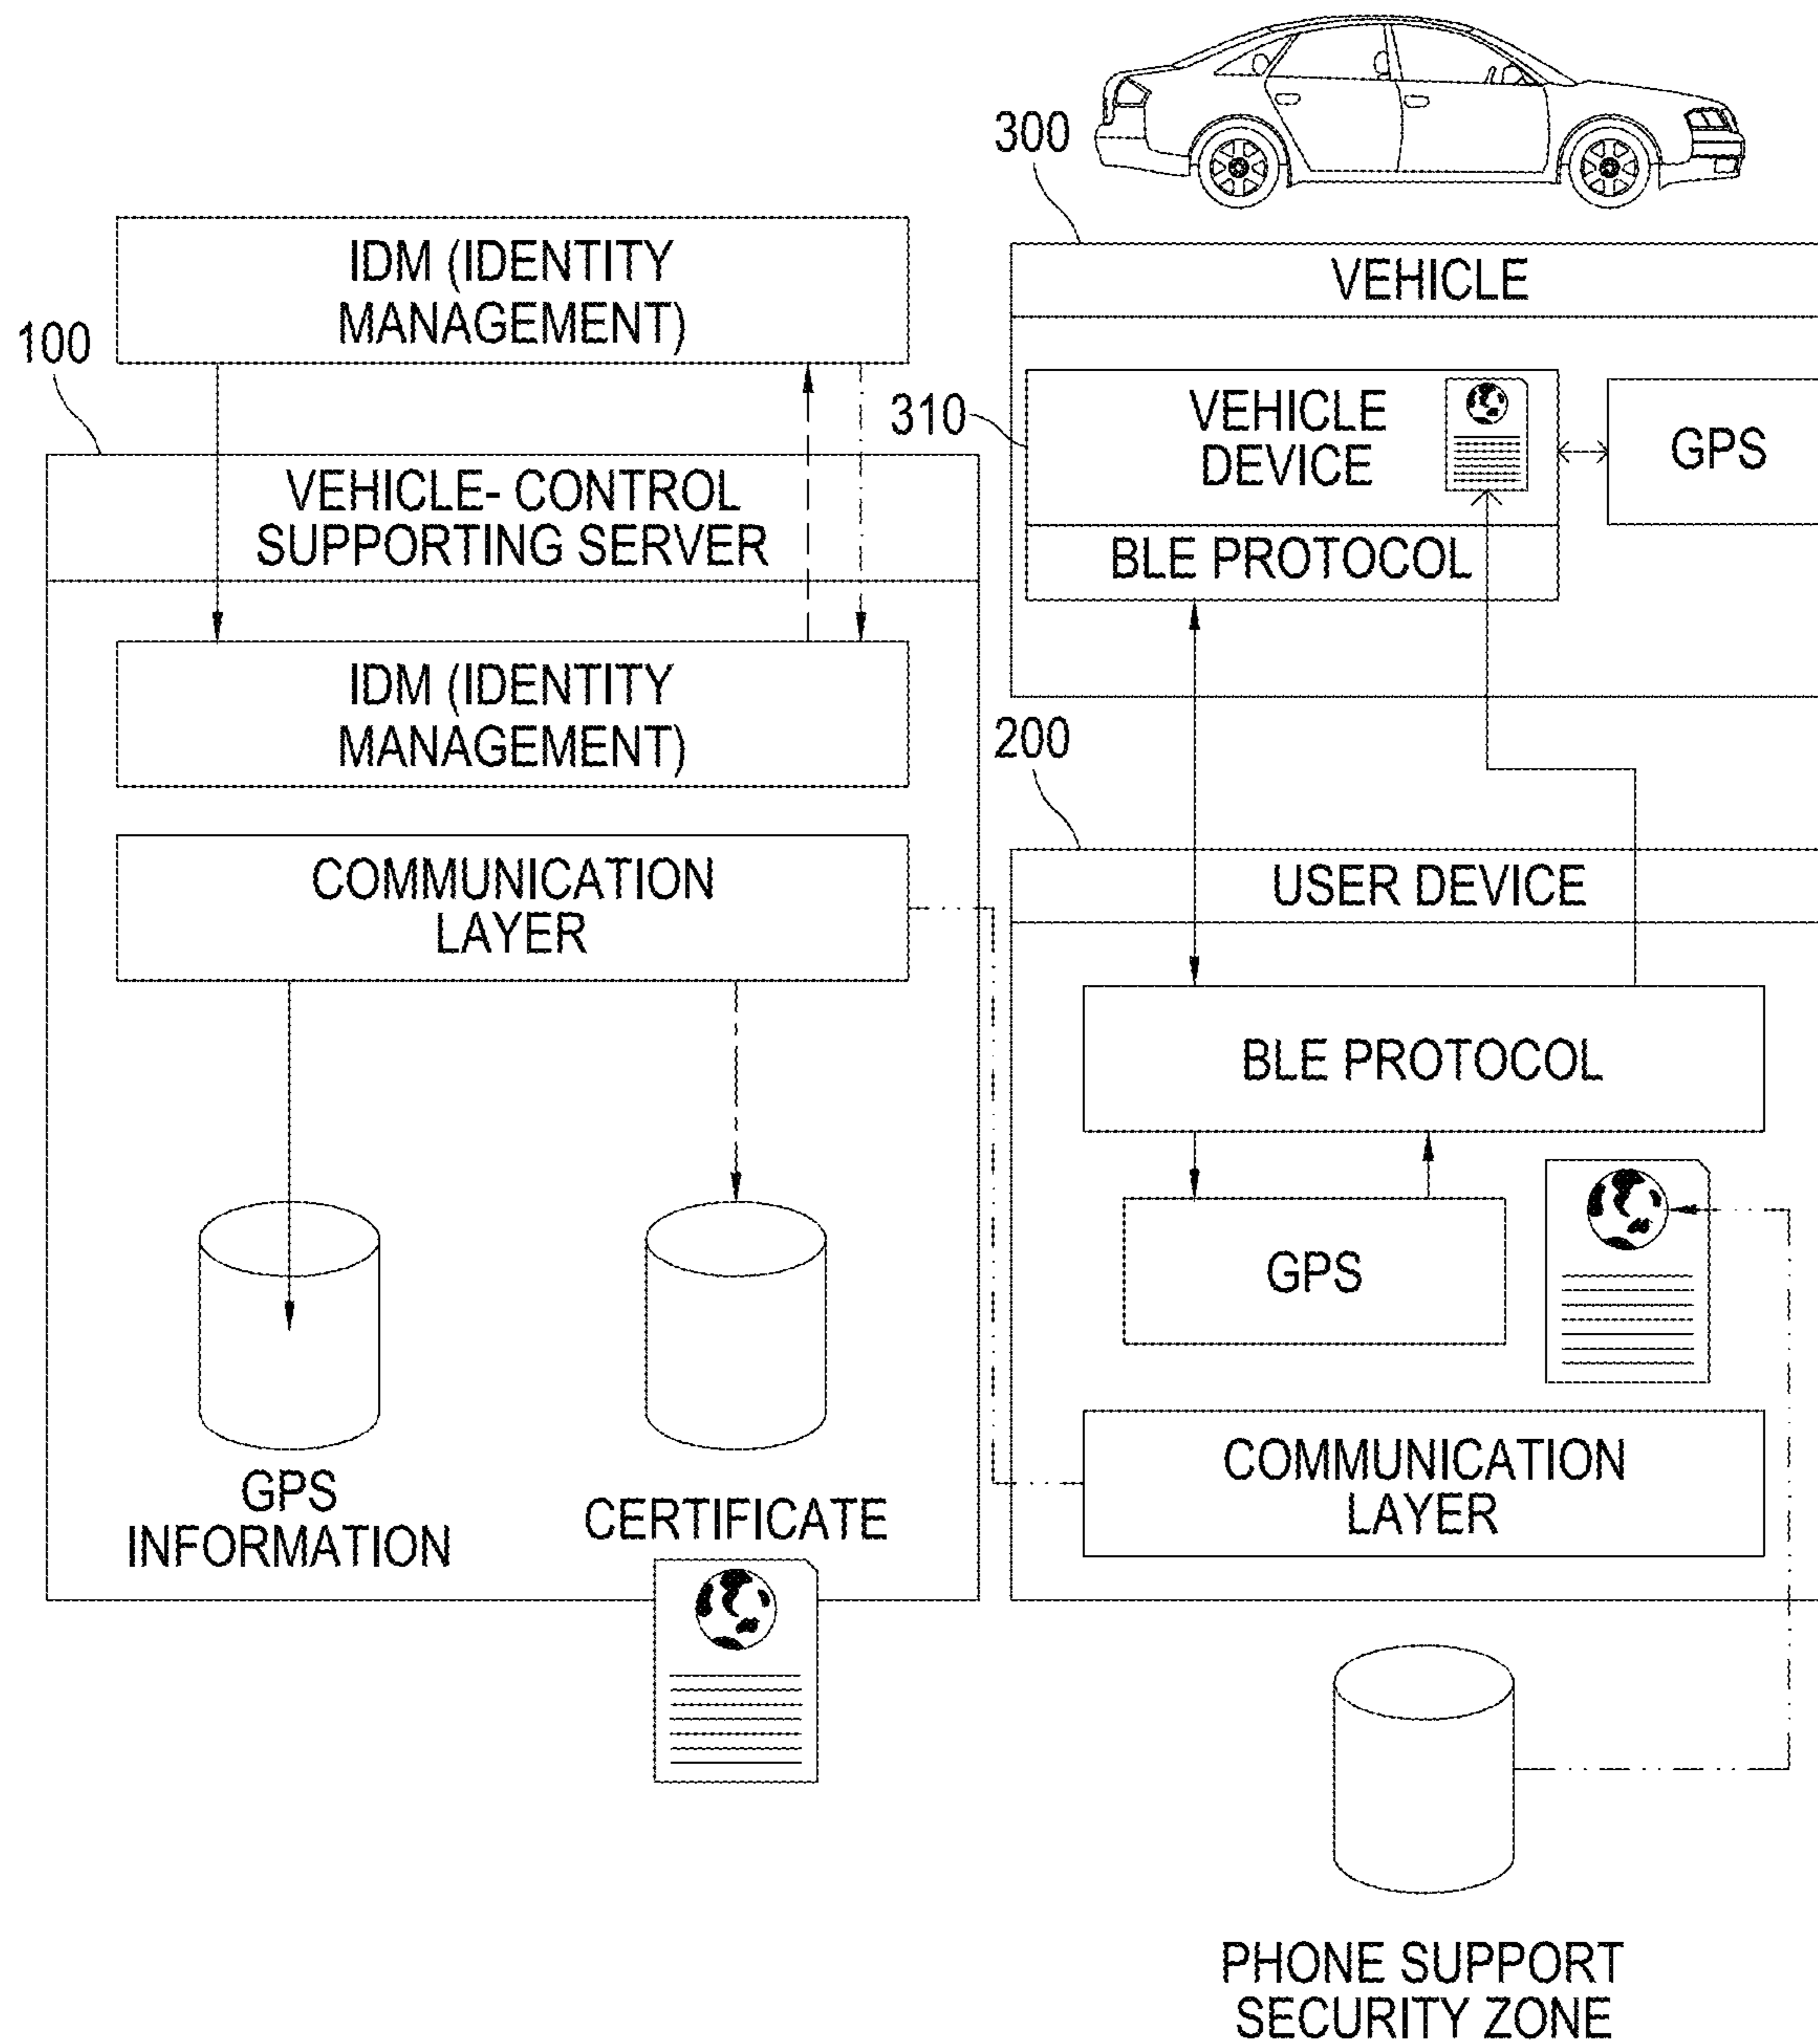 300
VEHICLE
IDM (IDENTITY
MANAGEMENT)
100
VEHICLE- CONTROL
SUPPORTING SERVER
IDM (IDENTITY
MANAGEMENT)
COMMUNICATION
LAYER
GPS
INFORMATION
CERTIFICATE
310
VEHICLE
DEVICE
BLE PROTOCOL
GPS
200
USER DEVICE
BLE PROTOCOL
GPS
COMMUNICATION
LAYER
PHONE SUPPORT
SECURITY ZONE